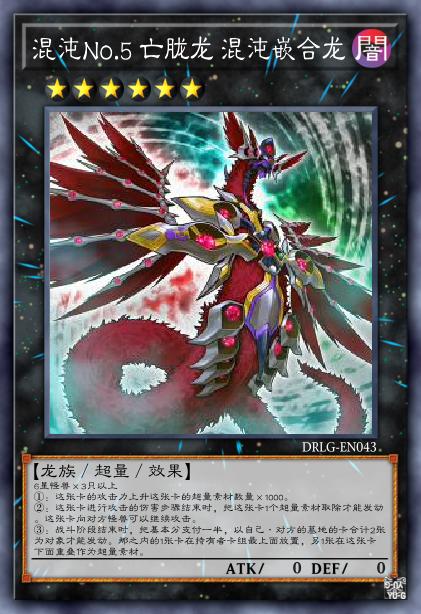 混沌No.5 亡胧龙 混沌嵌合龙 闇
DRLG-EN043
【龙族／超量／效果】
6星怪兽×3只以上
①：这张卡的攻击力上升这张卡的超量素材数量×1000。
②：这张卡进行攻击的伤害步骤结束时，把这张卡1个超量素材取除才能发动
。这张卡向对方怪兽可以继续攻击。
③：战斗阶段结束时，把基本分支付一半，以自己·对方的墓地的卡合计2张
为对象才能发动。那之内的1张卡在持有者卡组最上面放置，另1张在这张卡
下面重叠作为超量素材。
ATK/ 0 DEF/ 0